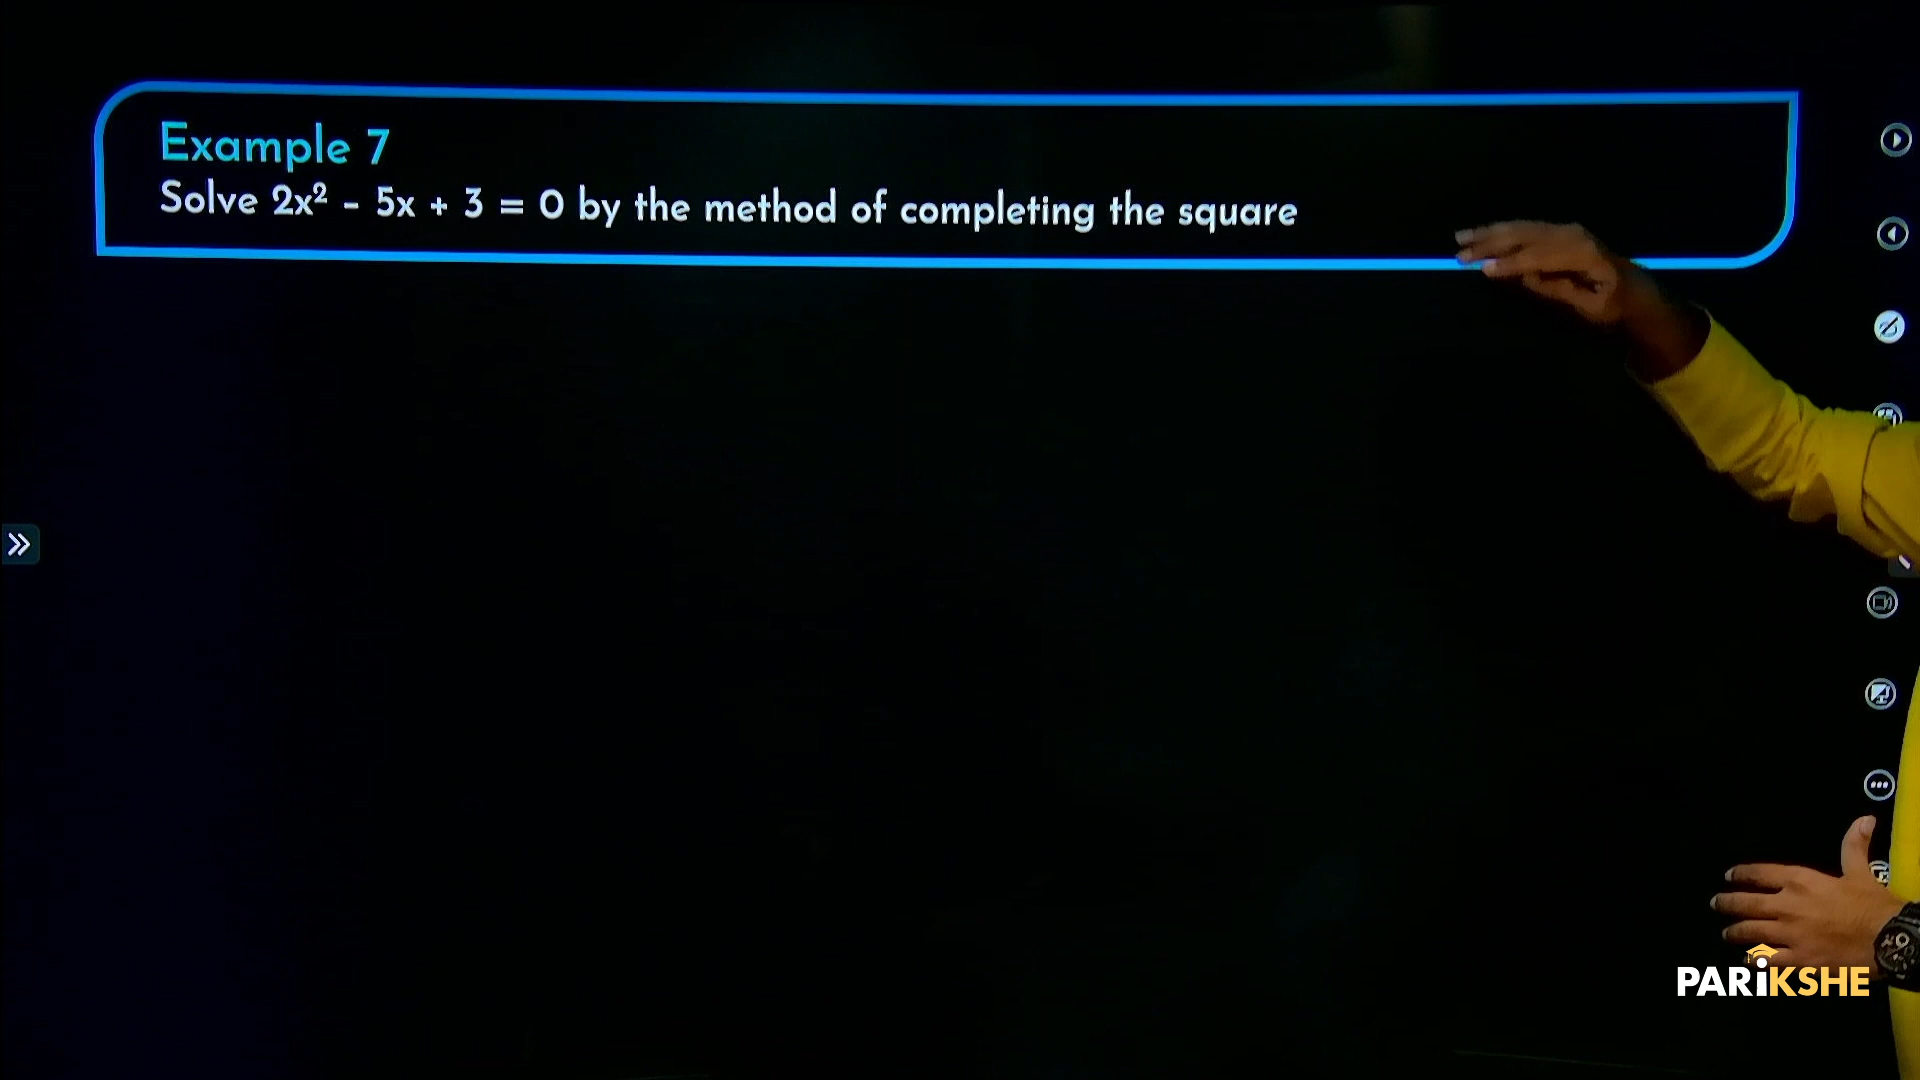 Example 7
Solve 2x² - 5x + 3 = 0 by the method of completing the square
PARiKSHE